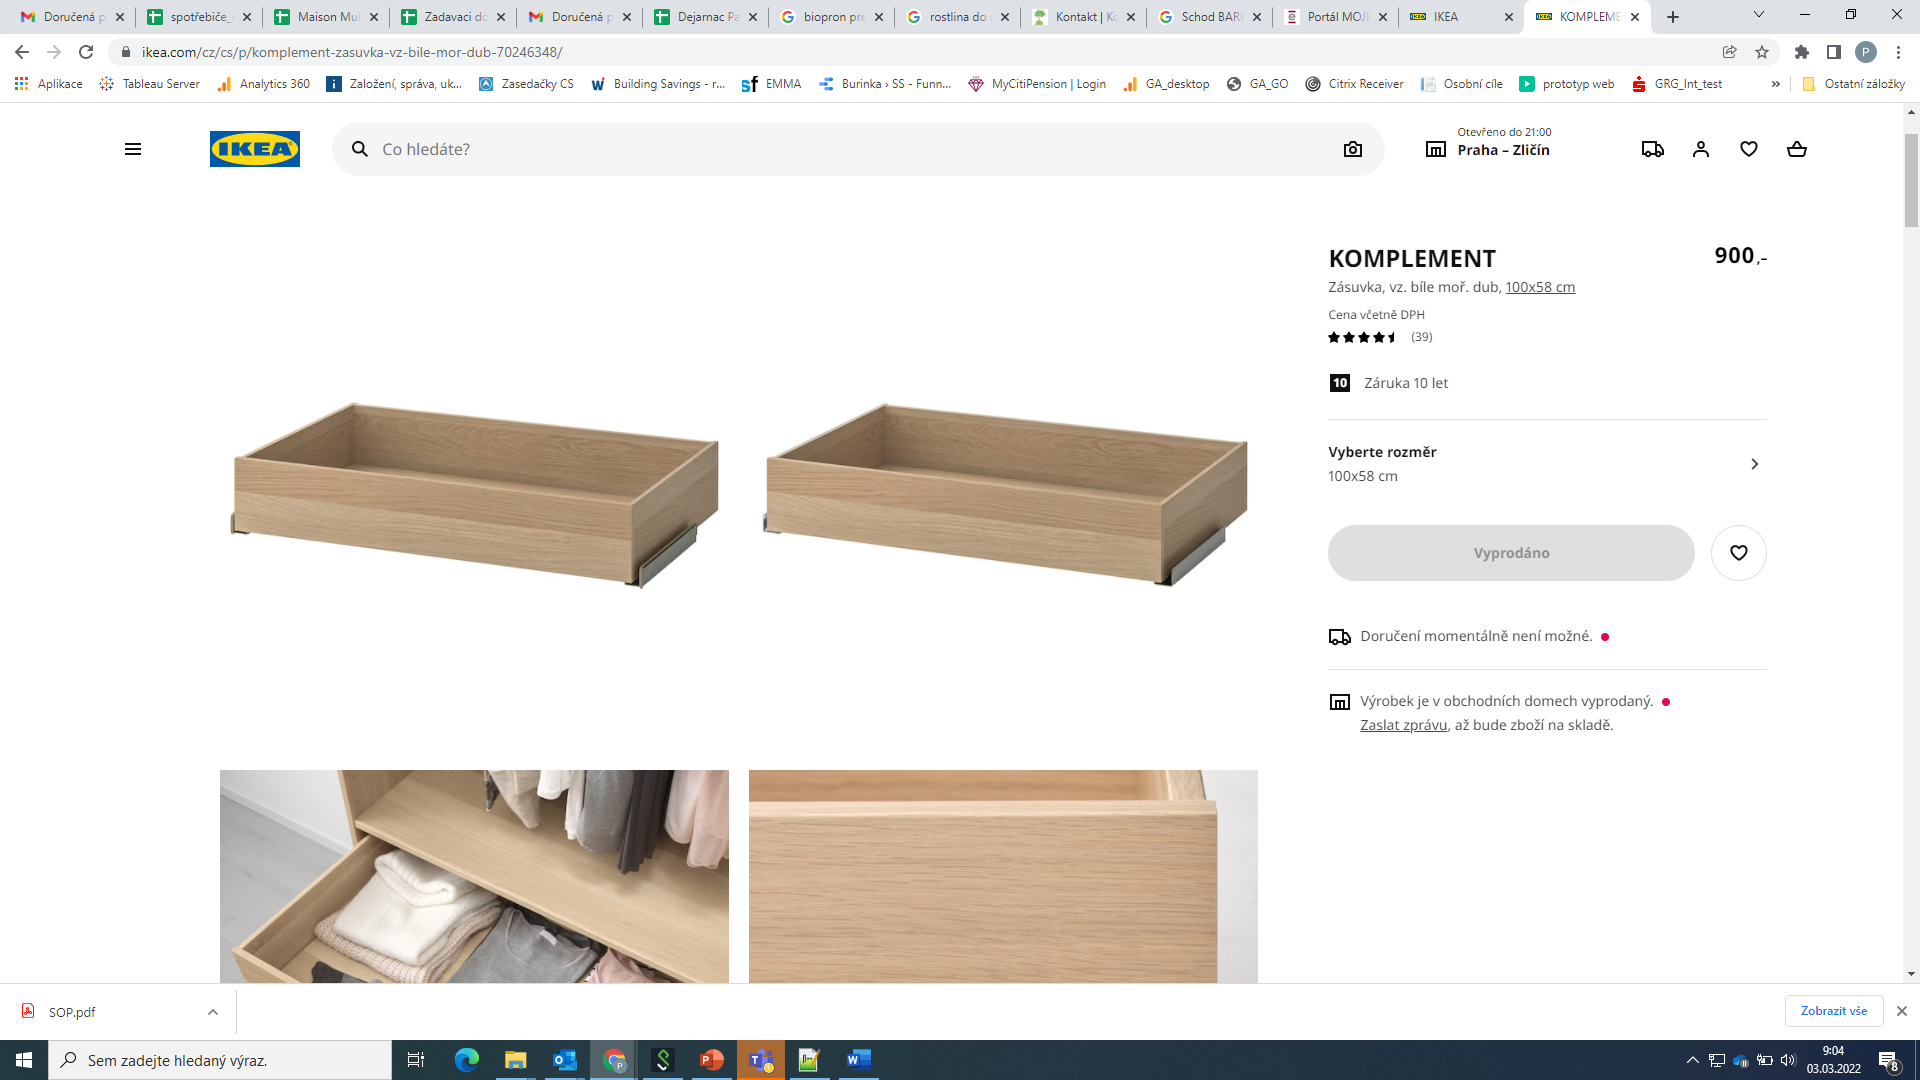 Doručená p
spotřebiče_
Maison Mul
Zadavaci do
Doručená p
Dejarnac Pa
biopron pre
rostlina do s
Kontakt | Ko
Schod BARI
Portál MOJE
IKEA
KOMPLEME
ikea.com/cz/cs/p/komplement-zasuvka-vz-bile-mor-dub-70246348/
P
Aplikace
Tableau Server
Analytics 360
Založení, správa, uk...
Zasedačky CS
Building Savings - r...
EMMA
Burinka › SS - Funn...
MyCitiPension | Login
GA_desktop
GA_GO
Citrix Receiver
Osobní cíle
prototyp web
GRG_Int_test
»
Ostatní záložky
IKEA
Co hledáte?
Otevřeno do 21:00
Praha – Zličín
KOMPLEMENT
900,-
Zásuvka, vz. bíle moř. dub, 100x58 cm
Cena včetně DPH
(39)
10 Záruka 10 let
Vyberte rozměr
100x58 cm
Vyprodáno
Doručení momentálně není možné.
Výrobek je v obchodních domech vyprodaný.
Zaslat zprávu, až bude zboží na skladě.
SOP.pdf
Zobrazit vše
Sem zadejte hledaný výraz.
9:04
03.03.2022
8